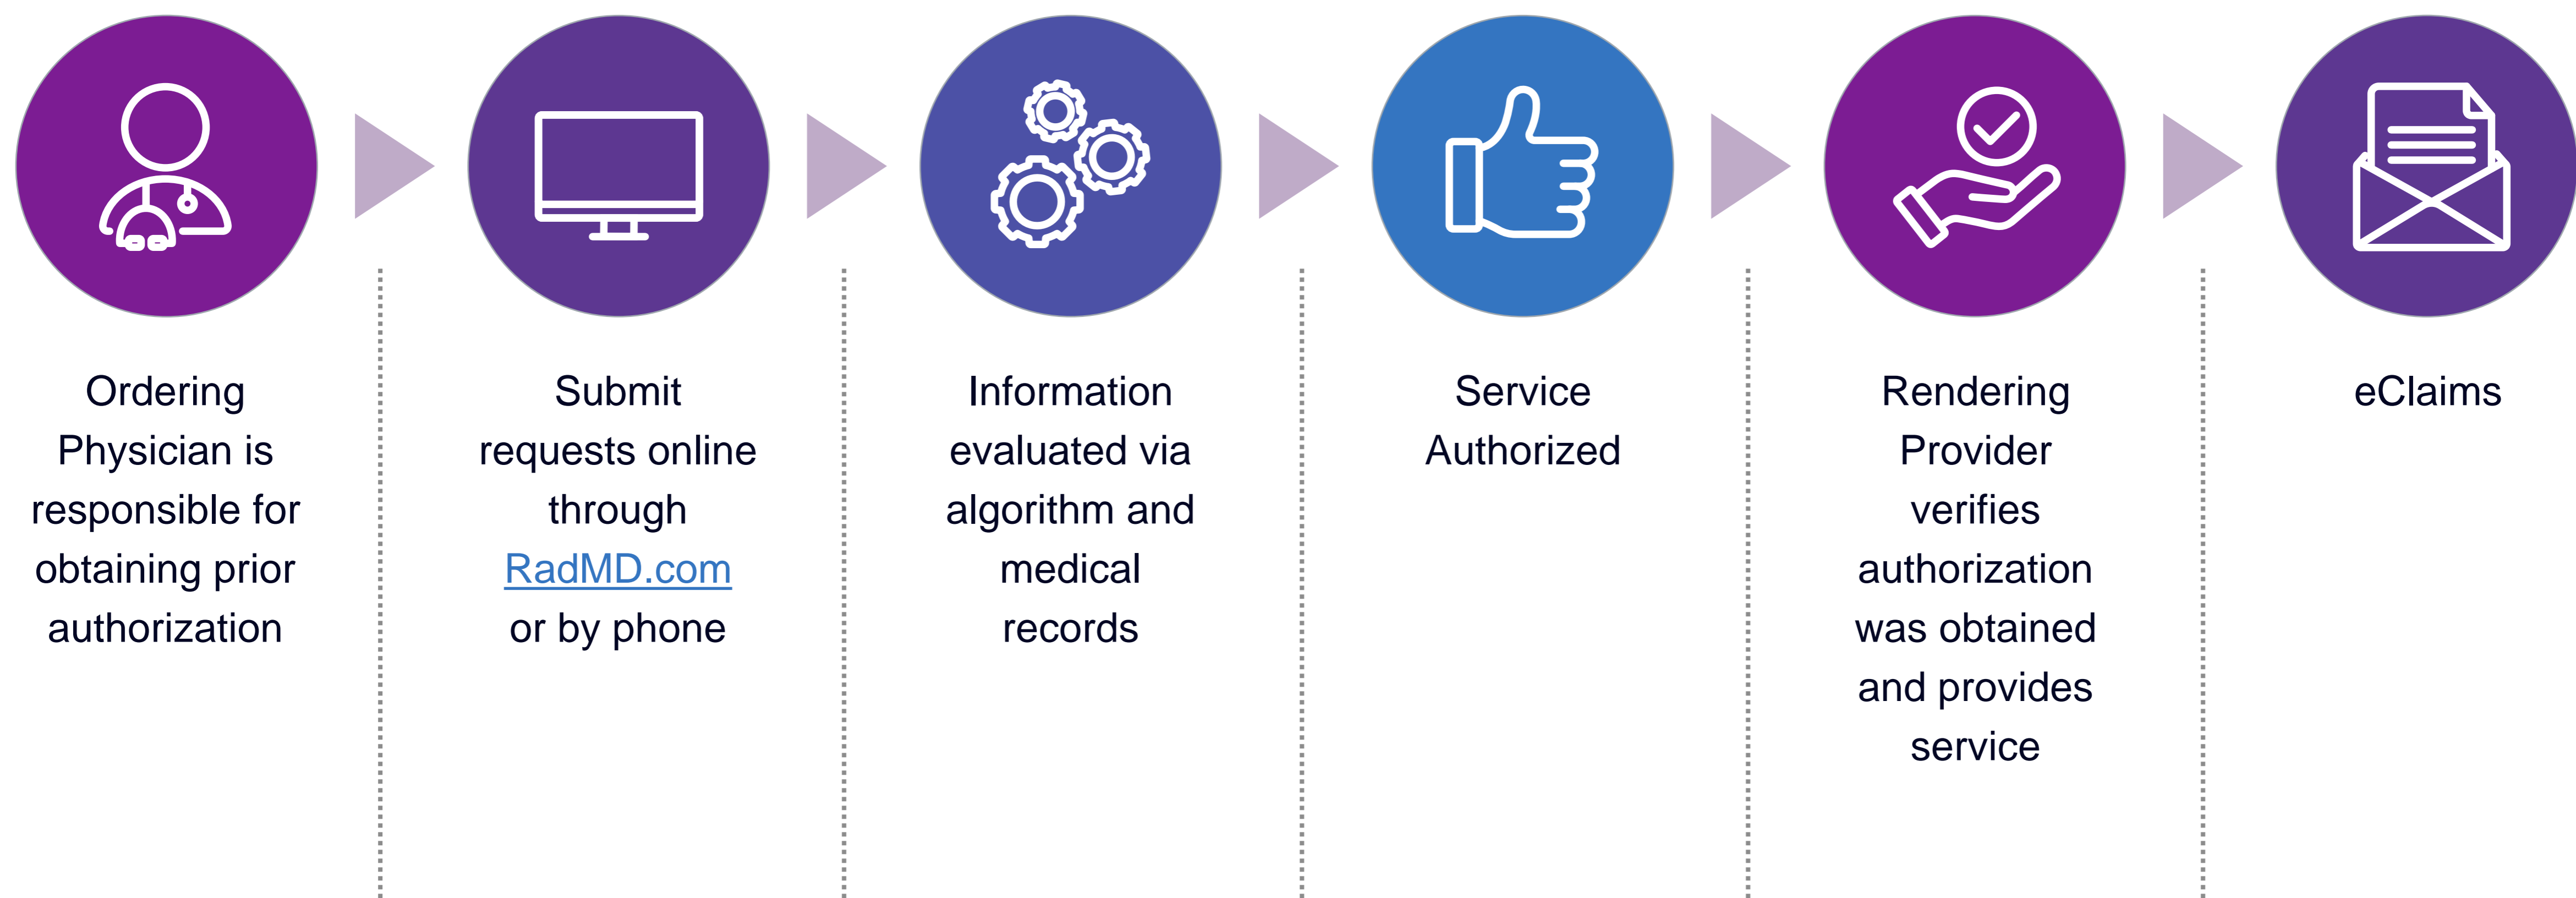 Ordering
Physician is
responsible for
obtaining prior
authorization
Submit
requests online
through
RadMD.com
or by phone
Information
evaluated via
algorithm and
medical
records
Service
Authorized
Rendering
Provider
verifies
authorization
was obtained
and provides
service
eClaims